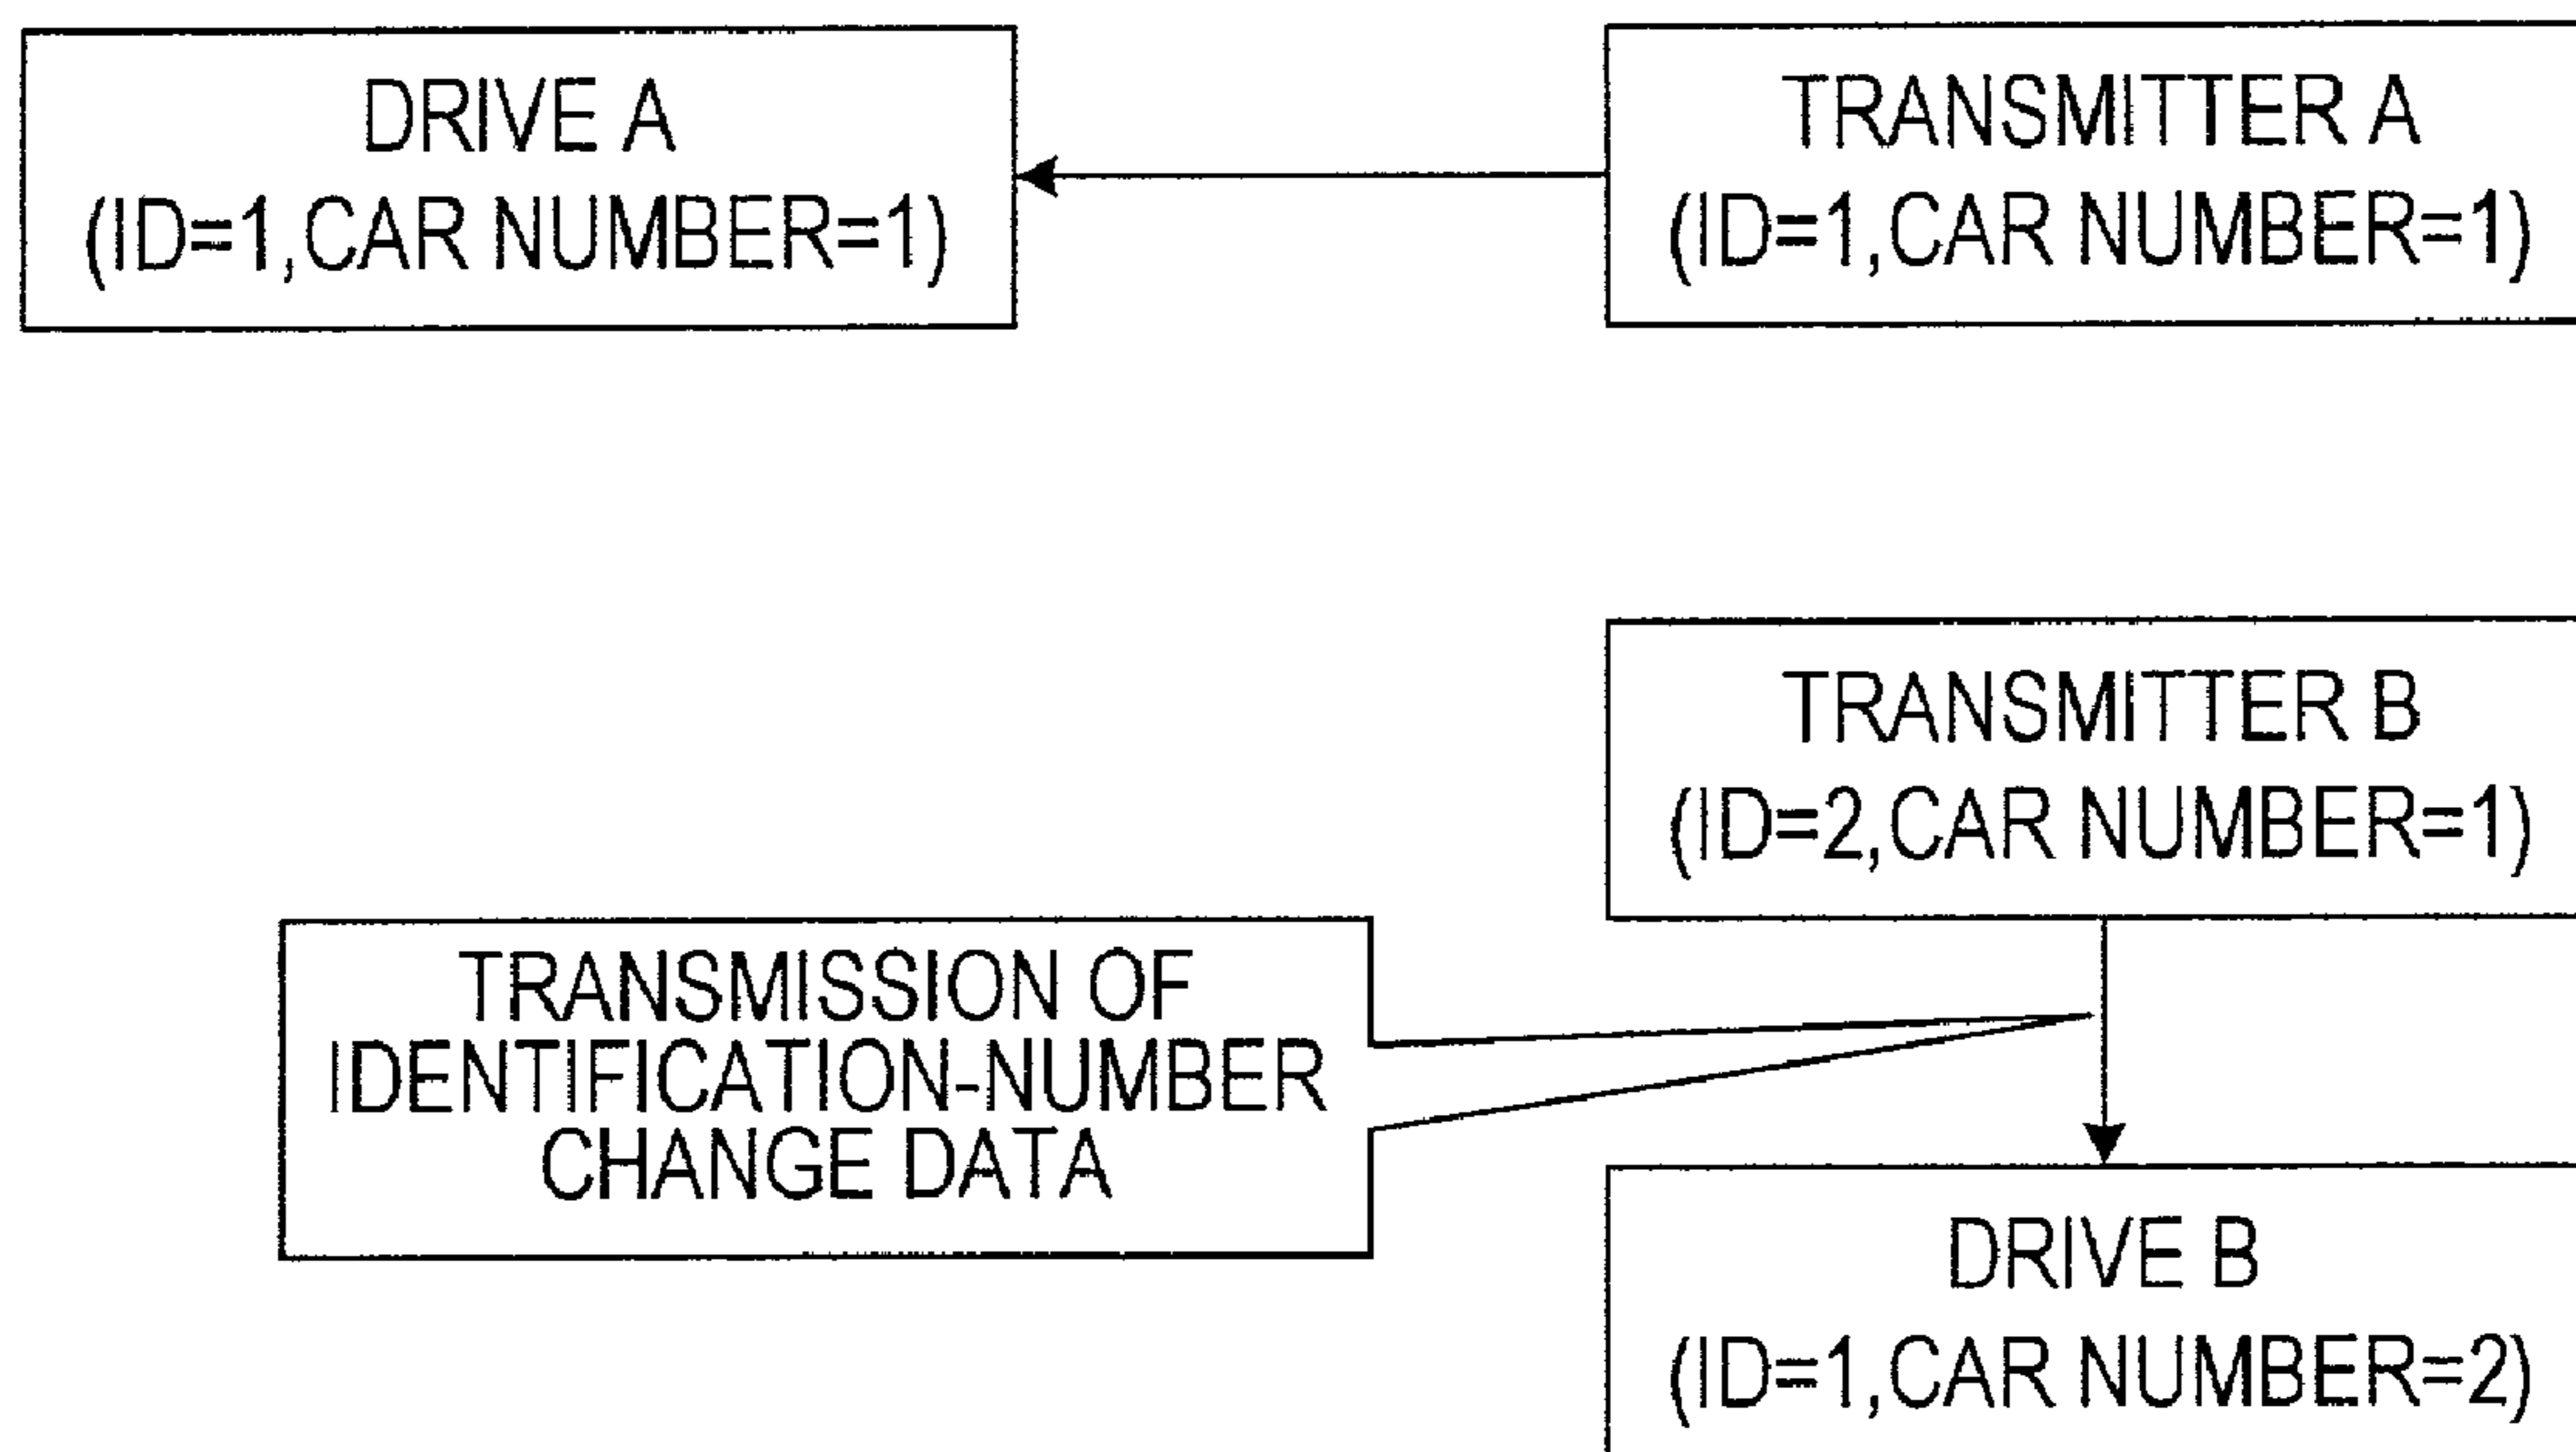 DRIVE A
(ID=1,CAR NUMBER=1)
TRANSMITTER A
(ID=1,CAR NUMBER=1)
TRANSMITTER B
(ID=2,CAR NUMBER=1)
TRANSMISSION OF
IDENTIFICATION-NUMBER
CHANGE DATA
DRIVE B
(ID=1,CAR NUMBER=2)